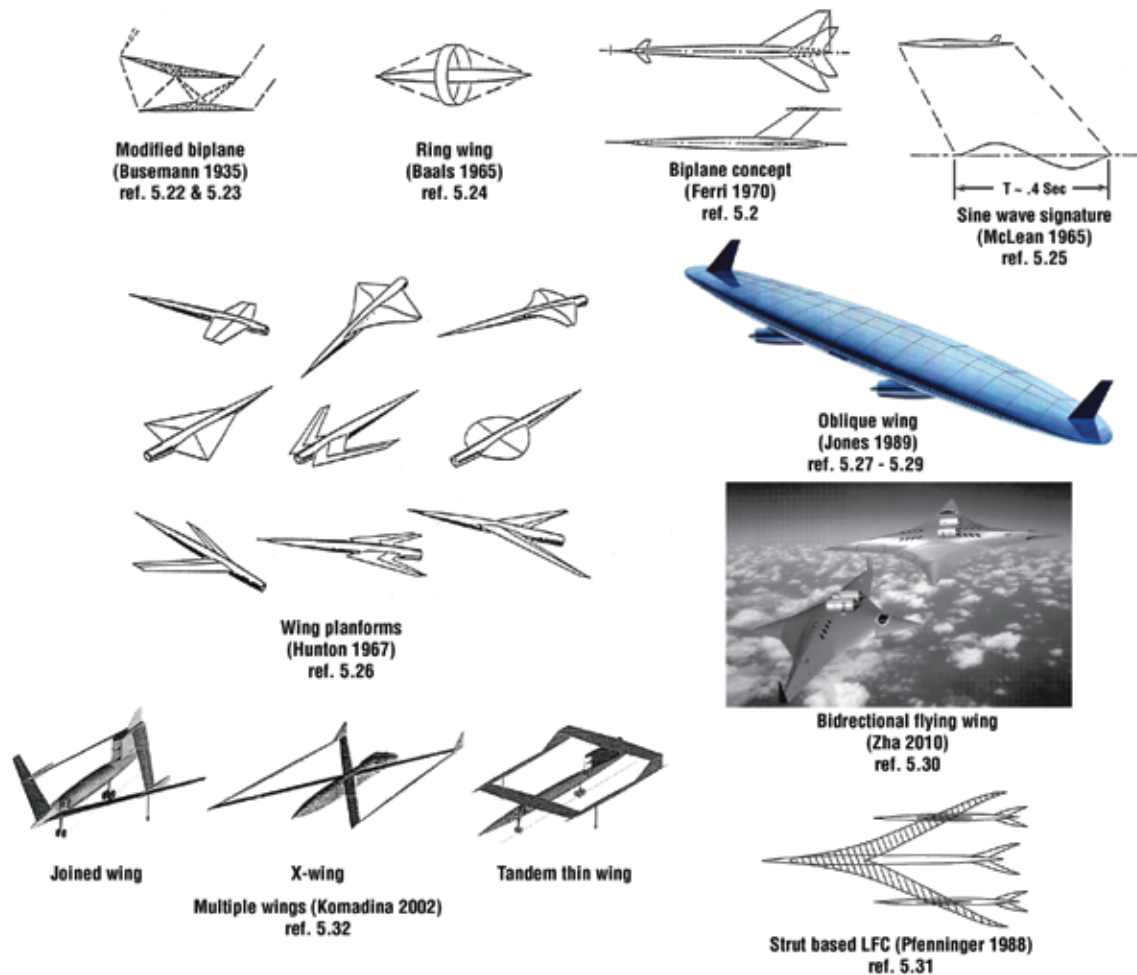 Modified biplane
(Busemann 1935)
ref. 5.22 & 5.23
Ring wing
(Baals 1965)
ref. 5.24
Biplane concept
(Ferri 1970)
ref. 5.2
T ~ .4 Sec
Sine wave signature
(McLean 1965)
ref. 5.25
Oblique wing
(Jones 1989)
ref. 5.27 - 5.29
Wing planforms
(Hunton 1967)
ref. 5.26
Bidrectional flying wing
(Zha 2010)
ref. 5.30
Joined wing
X-wing
Tandem thin wing
Multiple wings (Komadina 2002)
ref. 5.32
Strut based LFC (Pfenninger 1988)
ref. 5.31